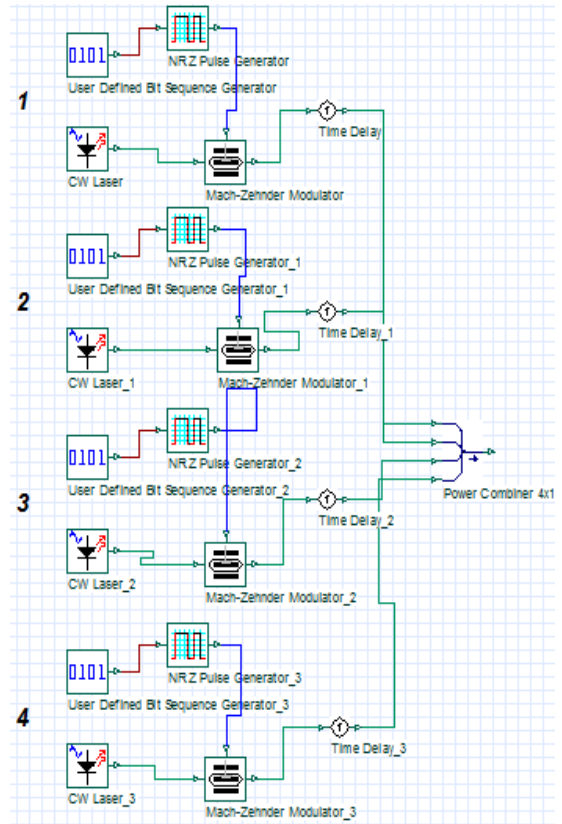 0101
NRZ Pulse Generator
User Defined Bit Sequence Generator
1
t
Time Delay
CW Laser
Mach-Zehnder Modulator
0101
NRZ Pulse Generator_1
User Defined Bit Sequence Generator_1
2
t
Time Delay_1
CW Laser_1
Mach-Zehnder Modulator_1
0101
NRZ Pulse Generator_2
User Defined Bit Sequence Generator_2
Power Combiner 4x1
3
t
Time Delay_2
CW Laser_2
Mach-Zehnder Modulator_2
0101
NRZ Pulse Generator_3
User Defined Bit Sequence Generator_3
4
t
Time Delay_3
CW Laser_3
Mach-Zehnder Modulator_3